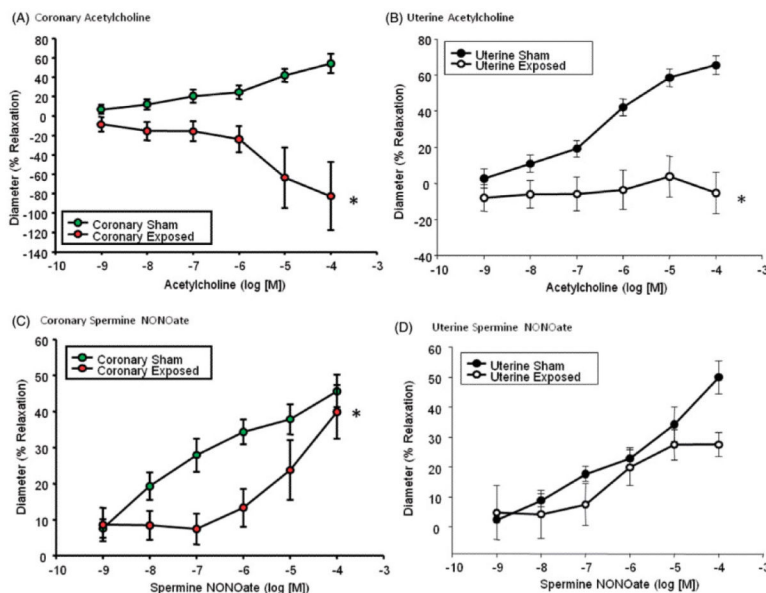 (A) Coronary Acetylcholine
Diameter (% Relaxation)
80
60
40
20
0
-20
-40
-60
-80
-100
-120
-140
*
Coronary Sham
Coronary Exposed
-10 -9 -8 -7 -6 -5 -4 -3
Acetylcholine (log [M])
(B) Uterine Acetylcholine
Diameter (% Relaxation)
80
60
40
20
0
-20
-40
Uterine Sham
Uterine Exposed
*
-10 -9 -8 -7 -6 -5 -4 -3
Acetylcholine (log [M])
(C) Coronary Spermine NONOate
Diameter (% Relaxation)
60
50
40
30
20
10
0
Coronary Sham
Coronary Exposed
*
-10 -9 -8 -7 -6 -5 -4 -3
Spermine NONOate (log [M])
(D) Uterine Spermine NONOate
Diameter (% Relaxation)
60
50
40
30
20
10
0
Uterine Sham
Uterine Exposed
-10 -9 -8 -7 -6 -5 -4 -3
Spermine NONOate (log [M])